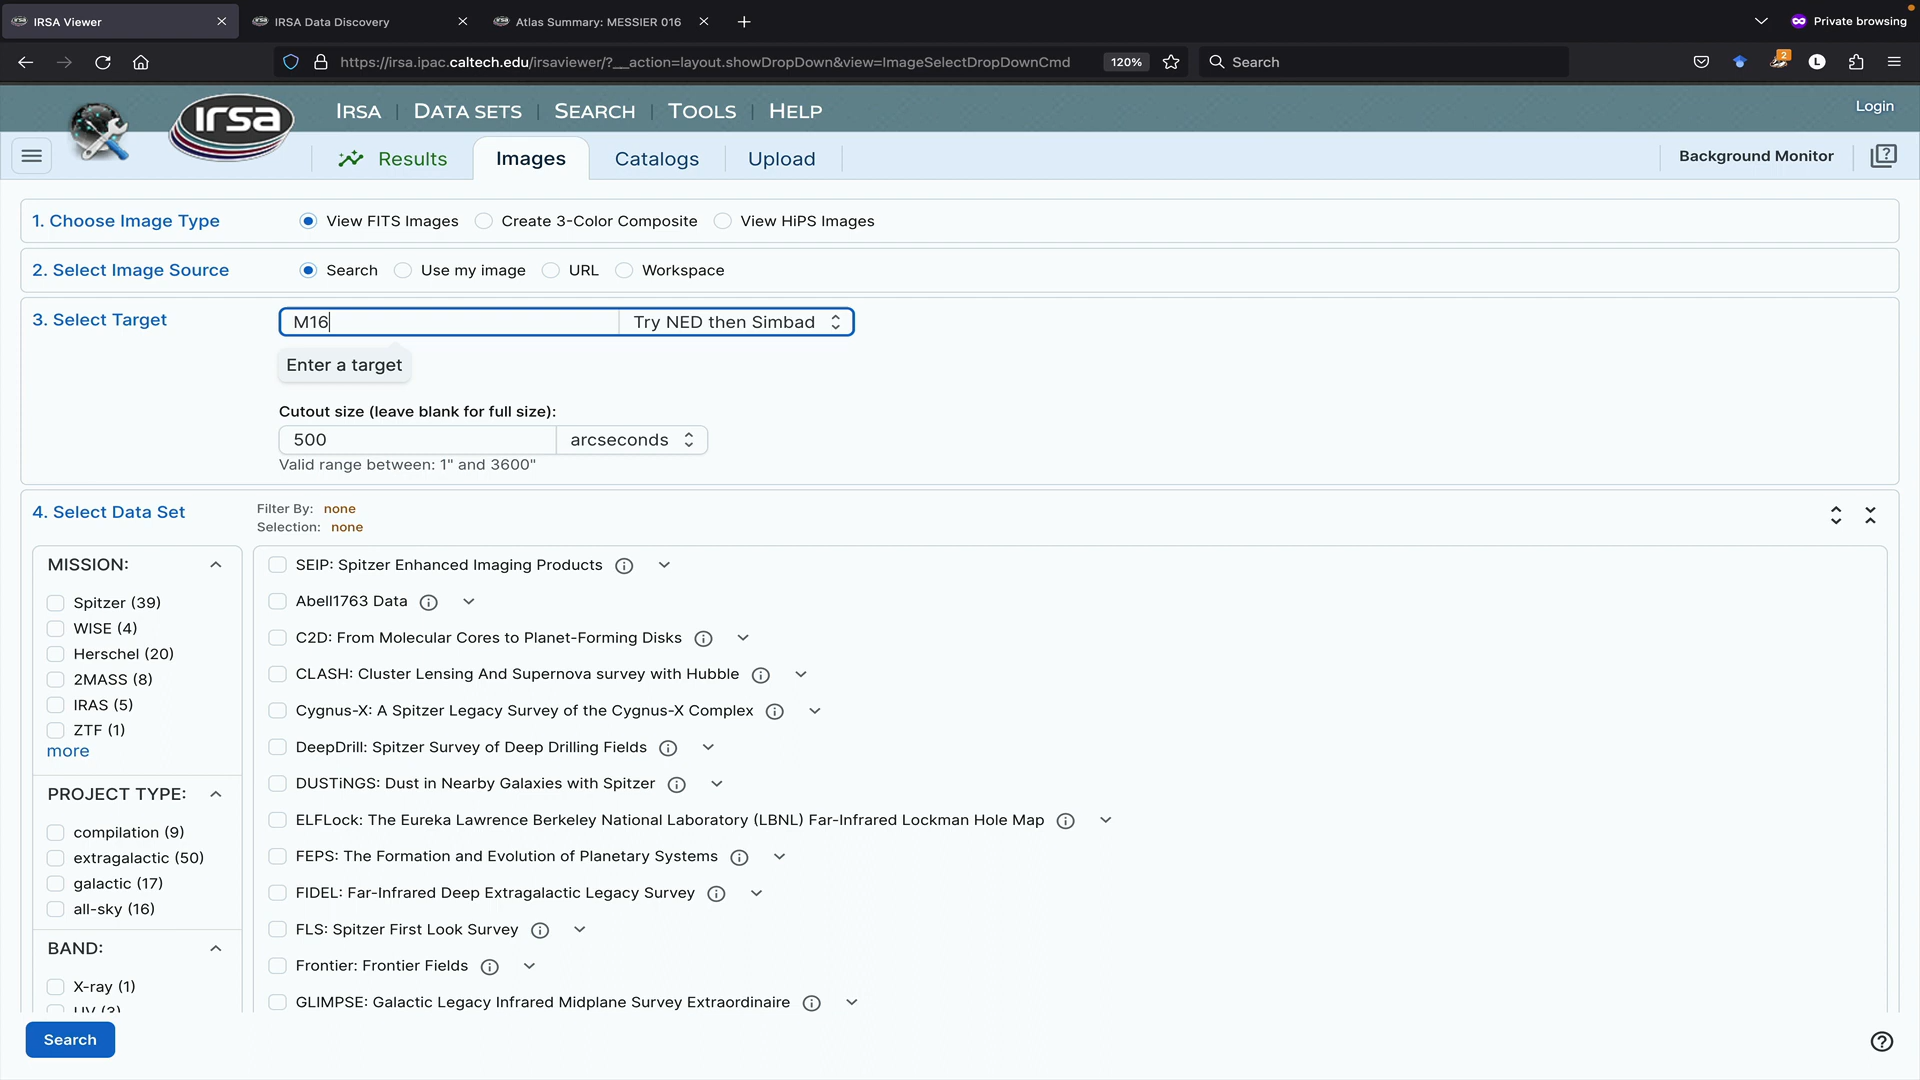 IRSA Viewer
IRSA Data Discovery
Atlas Summary: MESSIER 016
Private browsing
https://irsa.ipac.caltech.edu/irsaviewer/?__action=layout.showDropDown&view=ImageSelectDropDownCmd
120%
Search
2
L
irsa
IRSA
DATA SETS
SEARCH
TOOLS
HELP
Login
Results
Images
Catalogs
Upload
Background Monitor
1. Choose Image Type
View FITS Images
Create 3-Color Composite
View HiPS Images
2. Select Image Source
Search
Use my image
URL
Workspace
3. Select Target
M16
Try NED then Simbad
Enter a target
Cutout size (leave blank for full size):
500
arcseconds
Valid range between: 1" and 3600"
4. Select Data Set
Filter By: none
Selection: none
MISSION:
Spitzer (39)
WISE (4)
Herschel (20)
2MASS (8)
IRAS (5)
ZTF (1)
more
PROJECT TYPE:
compilation (9)
extragalactic (50)
galactic (17)
all-sky (16)
BAND:
X-ray (1)
UV (3)
SEIP: Spitzer Enhanced Imaging Products
Abell1763 Data
C2D: From Molecular Cores to Planet-Forming Disks
CLASH: Cluster Lensing And Supernova survey with Hubble
Cygnus-X: A Spitzer Legacy Survey of the Cygnus-X Complex
DeepDrill: Spitzer Survey of Deep Drilling Fields
DUSTiNGS: Dust in Nearby Galaxies with Spitzer
ELFLock: The Eureka Lawrence Berkeley National Laboratory (LBNL) Far-Infrared Lockman Hole Map
FEPS: The Formation and Evolution of Planetary Systems
FIDEL: Far-Infrared Deep Extragalactic Legacy Survey
FLS: Spitzer First Look Survey
Frontier: Frontier Fields
GLIMPSE: Galactic Legacy Infrared Midplane Survey Extraordinaire
Search